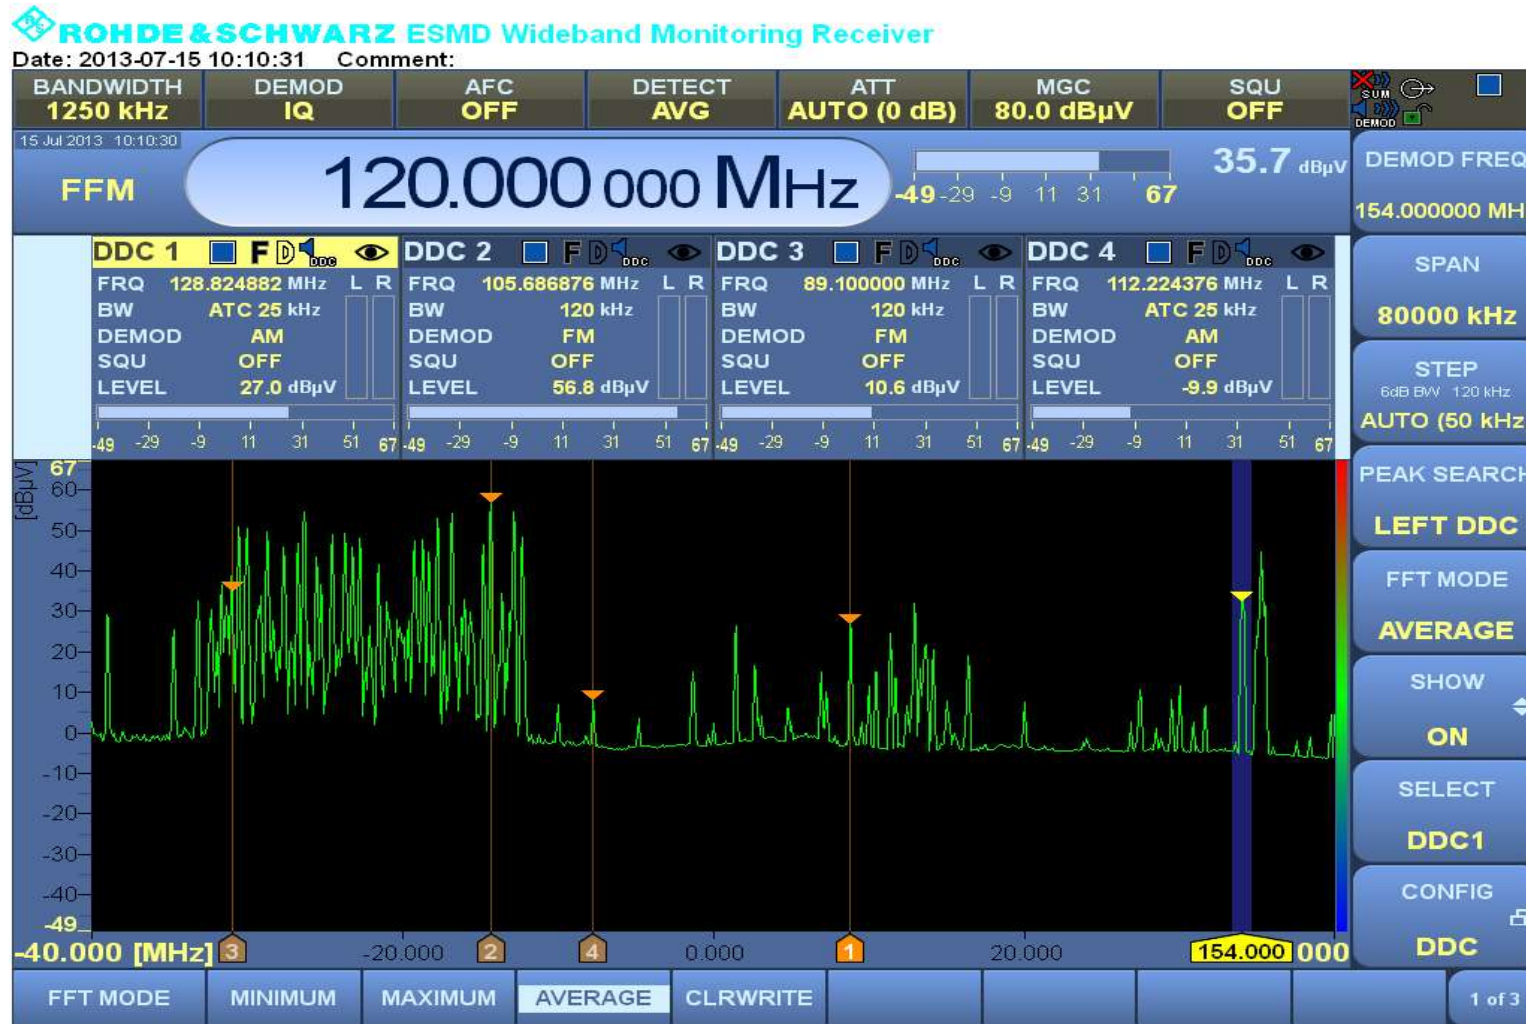 ROHDE & SCHWARZ ESMD Wideband Monitoring Receiver
Date: 2013-07-15 10:10:31 Comment:
BANDWIDTH DEMOD AFC DETECT ATT MGC SQU
1250 kHz IQ OFF AVG AUTO (0 dB) 80.0 dBµV OFF
SUM
DEMOD
15 Jul 2013 10:10:30
FFM 120.000 000 MHz
-49 -29 -9 11 31 67
35.7 dBµV
DEMOD FREQ
154.000000 MH
DDC 1 F D DDC DDC 2 F D DDC DDC 3 F D DDC DDC 4 F D DDC
FRQ 128.824882 MHz L R FRQ 105.686876 MHz L R FRQ 89.100000 MHz L R FRQ 112.224376 MHz L R
BW ATC 25 kHz BW 120 kHz BW 120 kHz BW ATC 25 kHz
DEMOD AM DEMOD FM DEMOD FM DEMOD AM
SQU OFF SQU OFF SQU OFF SQU OFF
LEVEL 27.0 dBµV LEVEL 56.8 dBµV LEVEL 10.6 dBµV LEVEL -9.9 dBµV
-49 -29 -9 11 31 51 67 -49 -29 -9 11 31 51 67 -49 -29 -9 11 31 51 67 -49 -29 -9 11 31 51 67
SPAN
80000 kHz
STEP
6dB BW 120 kHz
AUTO (50 kHz
PEAK SEARCH
LEFT DDC
FFT MODE
AVERAGE
SHOW
ON
SELECT
DDC1
CONFIG
DDC
[dBµV]
67
60
50
40
30
20
10
0
-10
-20
-30
-40
-49
-40.000 [MHz] 3 -20.000 2 4 0.000 1 20.000 154.000 000
FFT MODE MINIMUM MAXIMUM AVERAGE CLRWRITE 1 of 3